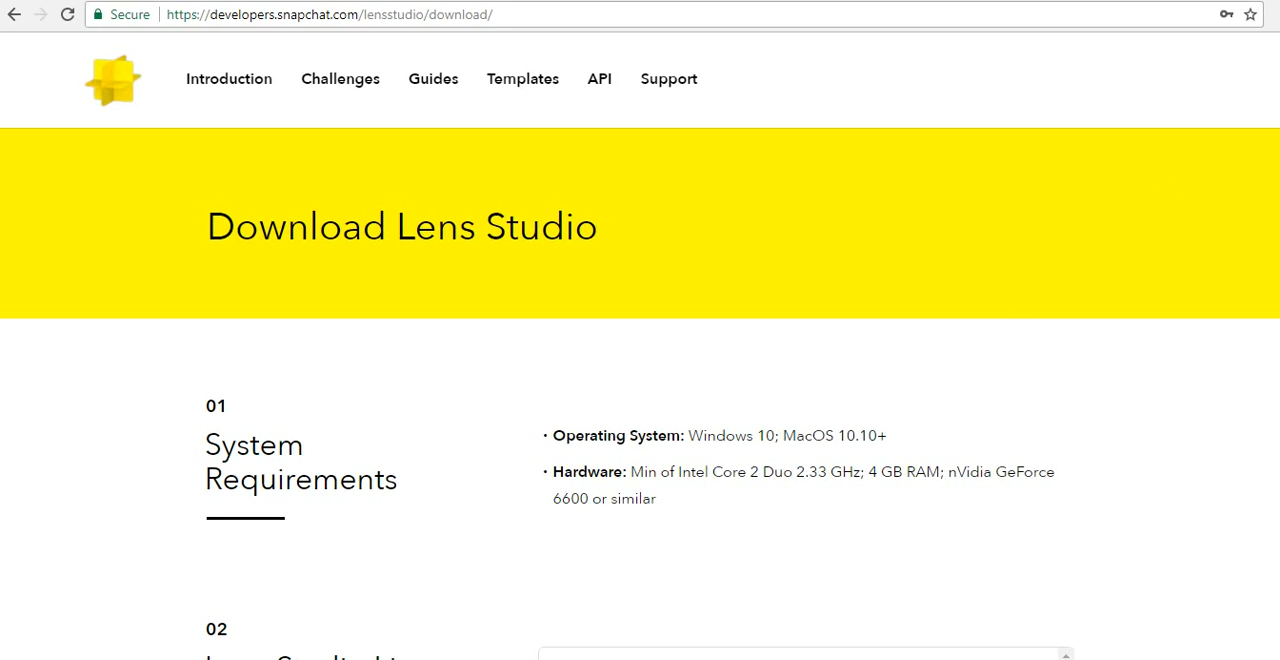 Secure
https://developers.snapchat.com/lensstudio/download/
Introduction Challenges Guides Templates API Support
Download Lens Studio
01
System
Requirements
• Operating System: Windows 10; MacOS 10.10+
• Hardware: Min of Intel Core 2 Duo 2.33 GHz; 4 GB RAM; nVidia GeForce
6600 or similar
02